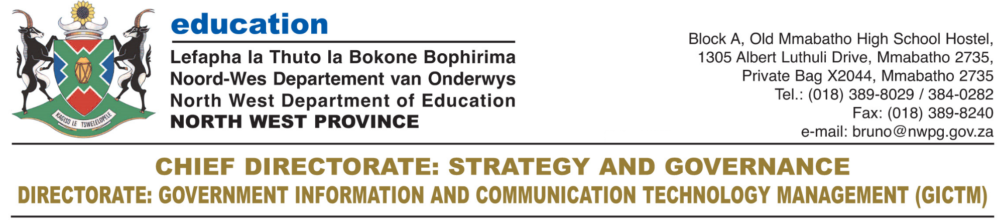 education
Lefapha la Thuto la Bokone Bophirima
Noord-Wes Departement van Onderwys
North West Department of Education
NORTH WEST PROVINCE
KAGISO LE TSWELELOPELE
Block A, Old Mmabatho High School Hostel,
1305 Albert Luthuli Drive, Mmabatho 2735,
Private Bag X2044, Mmabatho 2735
Tel.: (018) 389-8029 / 384-0282
Fax: (018) 389-8240
e-mail: bruno@nwpg.gov.za
CHIEF DIRECTORATE: STRATEGY AND GOVERNANCE
DIRECTORATE: GOVERNMENT INFORMATION AND COMMUNICATION TECHNOLOGY MANAGEMENT (GICTM)